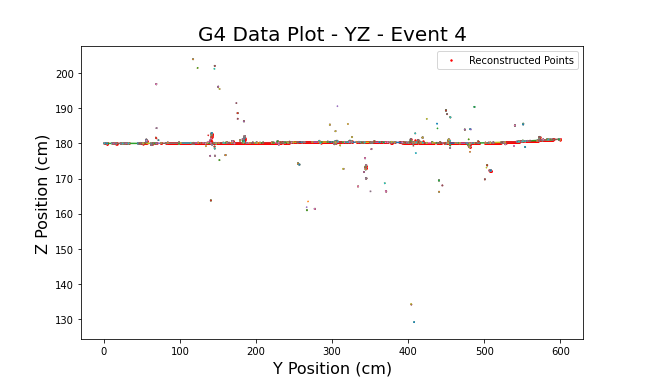 G4 Data Plot - YZ - Event 4
Reconstructed Points
Z Position (cm)
200
190
180
170
160
150
140
130
0 100 200 300 400 500 600
Y Position (cm)